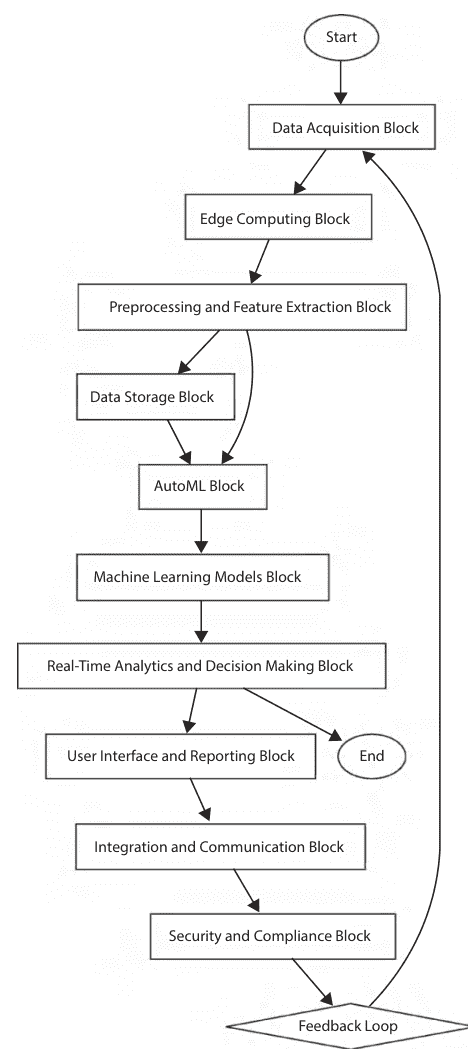 Start
Data Acquisition Block
Edge Computing Block
Preprocessing and Feature Extraction Block
Data Storage Block
AutoML Block
Machine Learning Models Block
Real-Time Analytics and Decision Making Block
User Interface and Reporting Block
End
Integration and Communication Block
Security and Compliance Block
Feedback Loop